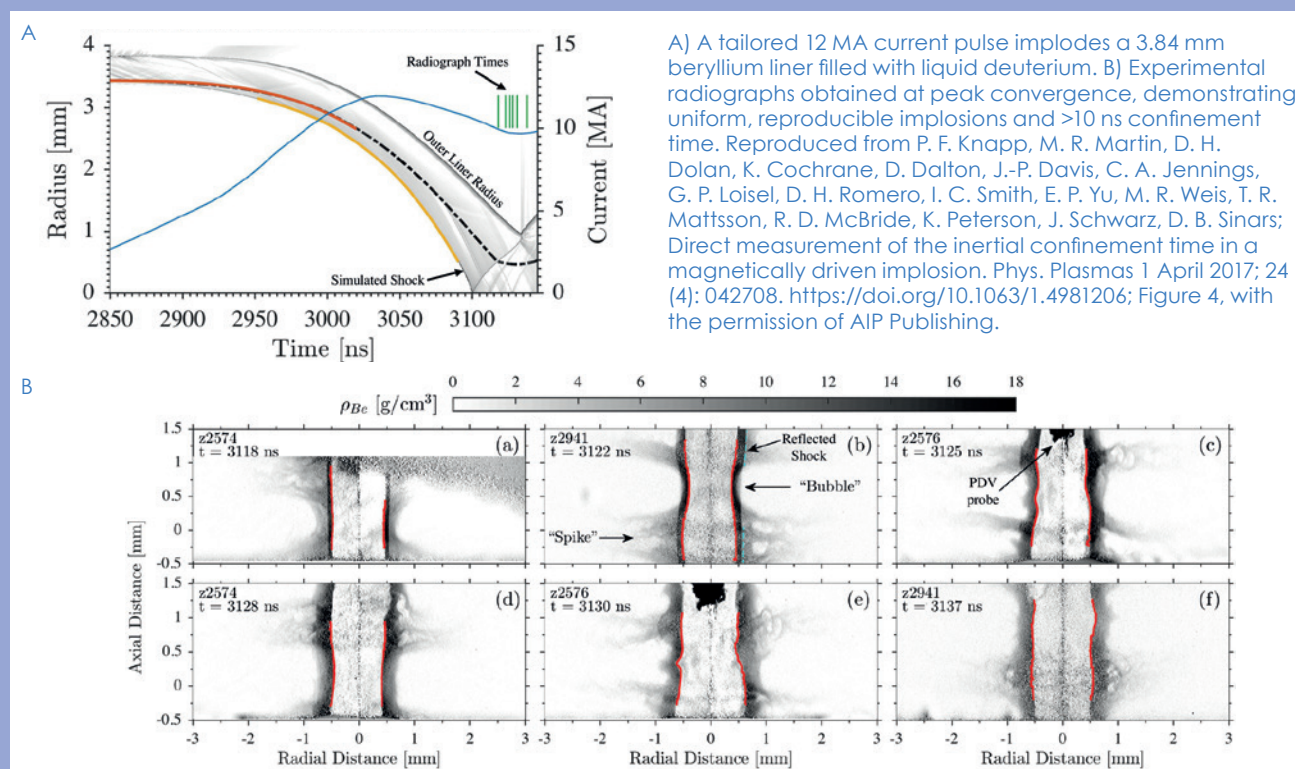 A
4
3
2
1
0
Radius [mm]
2850 2900 2950 3000 3050 3100
Time [ns]
15
10
5
0
Current [MA]
Radiograph Times
Outer Liner Radius
Simulated Shock
A) A tailored 12 MA current pulse implodes a 3.84 mm
beryllium liner filled with liquid deuterium. B) Experimental
radiographs obtained at peak convergence, demonstrating
uniform, reproducible implosions and >10 ns confinement
time. Reproduced from P. F. Knapp, M. R. Martin, D. H.
Dolan, K. Cochrane, D. Dalton, J.-P. Davis, C. A. Jennings,
G. P. Loisel, D. H. Romero, I. C. Smith, E. P. Yu, M. R. Weis, T. R.
Mattsson, R. D. McBride, K. Peterson, J. Schwarz, D. B. Sinars;
Direct measurement of the inertial confinement time in a
magnetically driven implosion. Phys. Plasmas 1 April 2017; 24
(4): 042708. https://doi.org/10.1063/1.4981206; Figure 4, with
the permission of AIP Publishing.
B
0 2 4 6 8 10 12 14 16 18
ρBe [g/cm³]
Axial Distance [mm]
1.5
1
0.5
0
-0.5
z2574
t = 3118 ns
(a)
z2941
t = 3122 ns
(b)
Reflected
Shock
"Bubble"
"Spike"
z2576
t = 3125 ns
(c)
PDV
probe
1.5
1
0.5
0
-0.5
z2574
t = 3128 ns
(d)
z2576
t = 3130 ns
(e)
z2941
t = 3137 ns
(f)
-3 -2 -1 0 1 2 3 -2 -1 0 1 2 3 -2 -1 0 1 2 3
Radial Distance [mm] Radial Distance [mm] Radial Distance [mm]